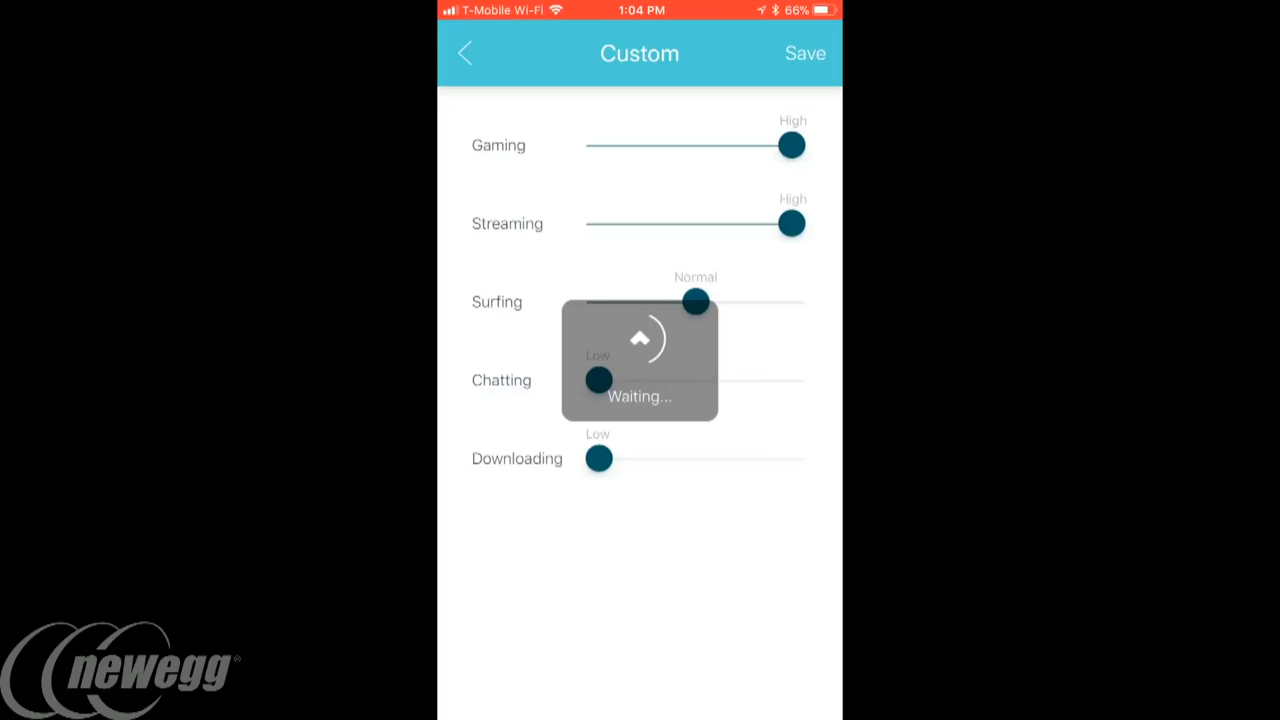 T-Mobile Wi-Fi 1:04 PM 66%
Custom Save
High
Gaming
High
Streaming
Normal
Surfing
Low
Chatting
Waiting...
Low
Downloading
newegg®